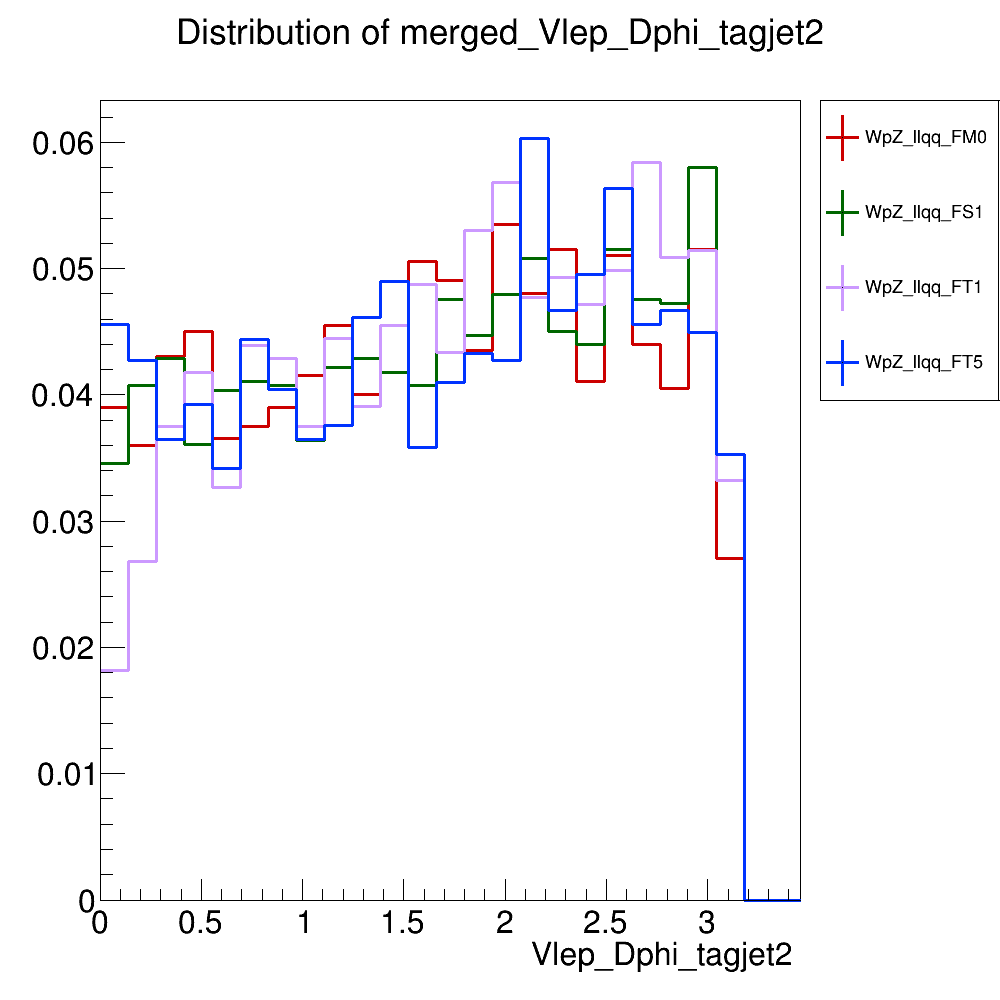 Distribution of merged_Vlep_Dphi_tagjet2
0.06
0.05
0.04
0.03
0.02
0.01
0
0 0.5 1 1.5 2 2.5 3
Vlep_Dphi_tagjet2
WpZ_llqq_FM0
WpZ_llqq_FS1
WpZ_llqq_FT1
WpZ_llqq_FT5